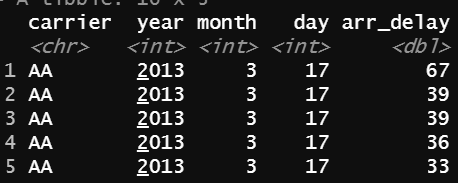 # A tibble: 10 x 5
carrier year month day arr_delay
<chr> <int> <int> <int> <dbl>
1 AA 2013 3 17 67
2 AA 2013 3 17 39
3 AA 2013 3 17 39
4 AA 2013 3 17 36
5 AA 2013 3 17 33